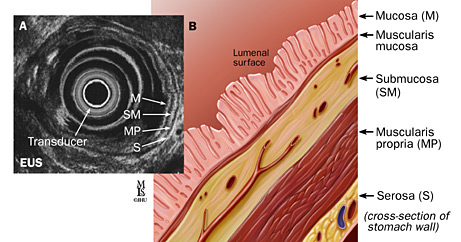 A
M
SM
MP
S
Transducer
EUS
©JHU
B
Lumenal
surface
Mucosa (M)
Muscularis
mucosa
Submucosa
(SM)
Muscularis
propria (MP)
Serosa (S)
(cross-section of
stomach wall)